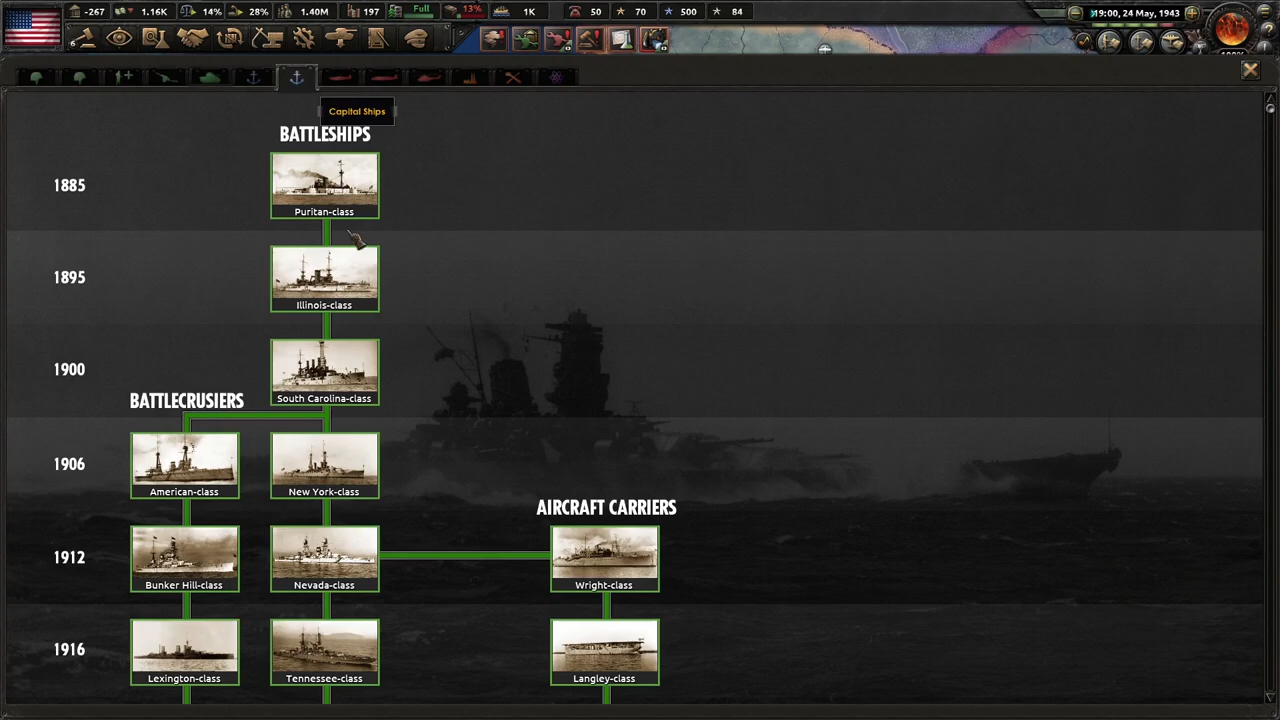 -267 1.16K 14% 28% 1.40M 197 Full 13% 1K 50 70 500 84 19:00, 24 May, 1943
6
100%
Capital Ships
BATTLESHIPS
1885
Puritan-class
1895
Illinois-class
1900
South Carolina-class
BATTLECRUSIERS
1906
American-class New York-class
AIRCRAFT CARRIERS
1912
Bunker Hill-class Nevada-class Wright-class
1916
Lexington-class Tennessee-class Langley-class